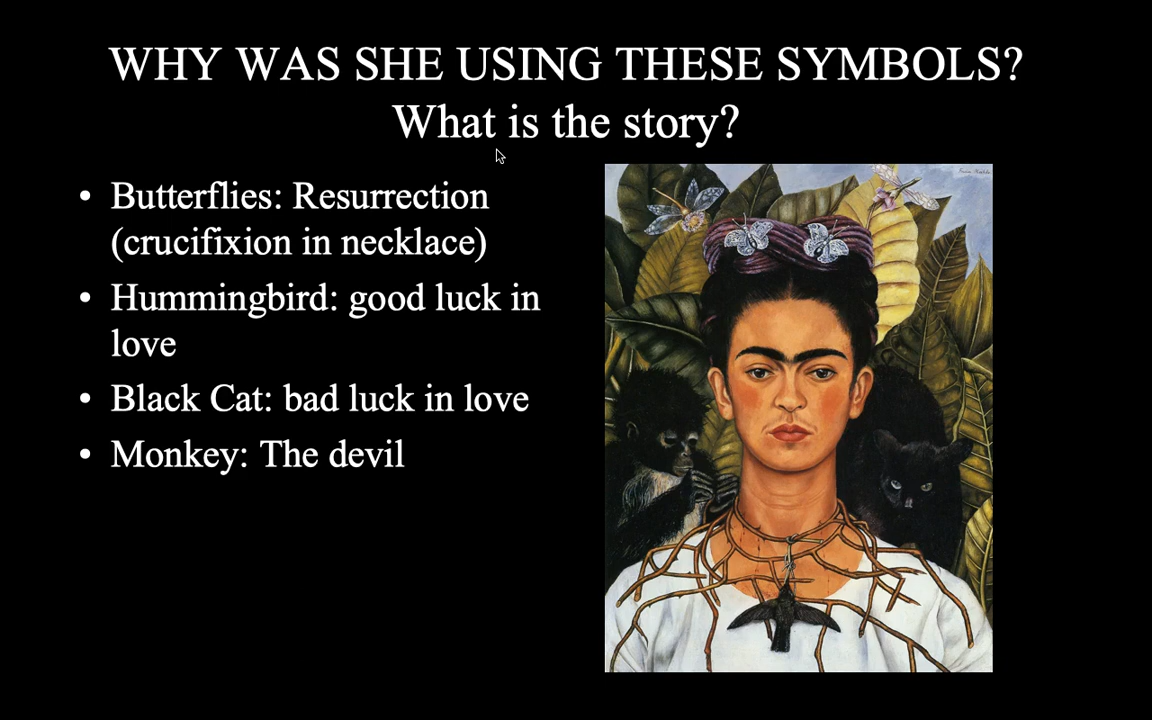 WHY WAS SHE USING THESE SYMBOLS?
What is the story?
• Butterflies: Resurrection
(crucifixion in necklace)
• Hummingbird: good luck in
love
• Black Cat: bad luck in love
• Monkey: The devil